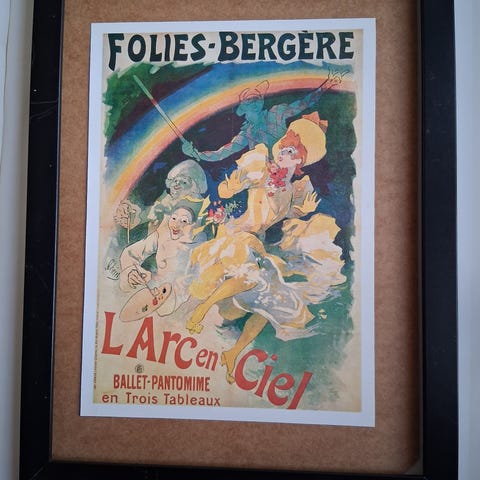 FOLIES-BERGÈRE
L'ARC en Ciel
BALLET-PANTOMIME
en Trois Tableaux